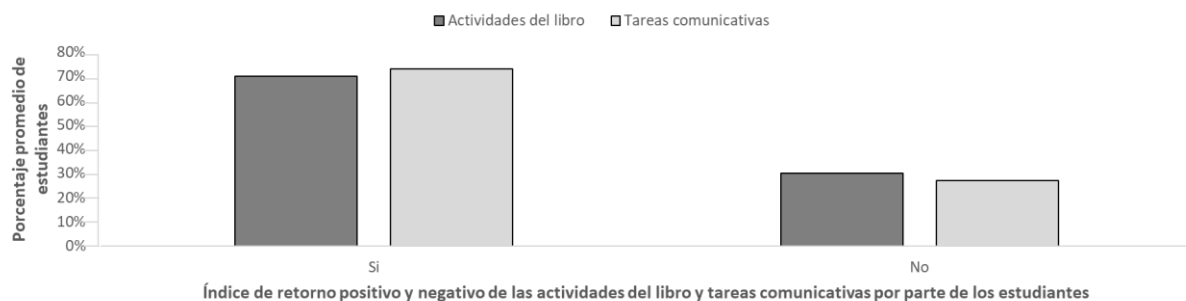 Actividades del libro Tareas comunicativas
Porcentaje promedio de
estudiantes
80%
70%
60%
50%
40%
30%
20%
10%
0%
Si No
Índice de retorno positivo y negativo de las actividades del libro y tareas comunicativas por parte de los estudiantes